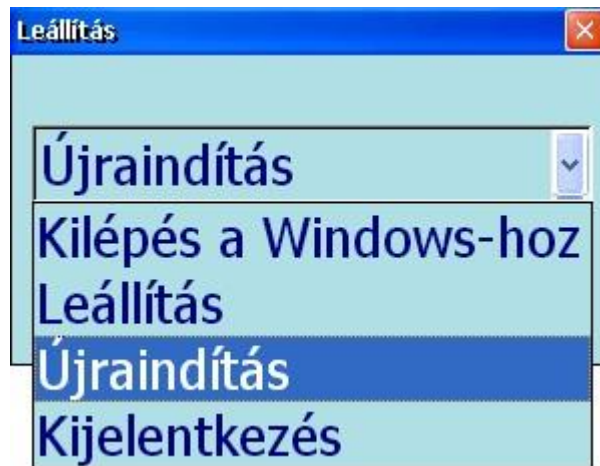 Leállítás
Újraindítás
Kilépés a Windows-hoz
Leállítás
Újraindítás
Kijelentkezés